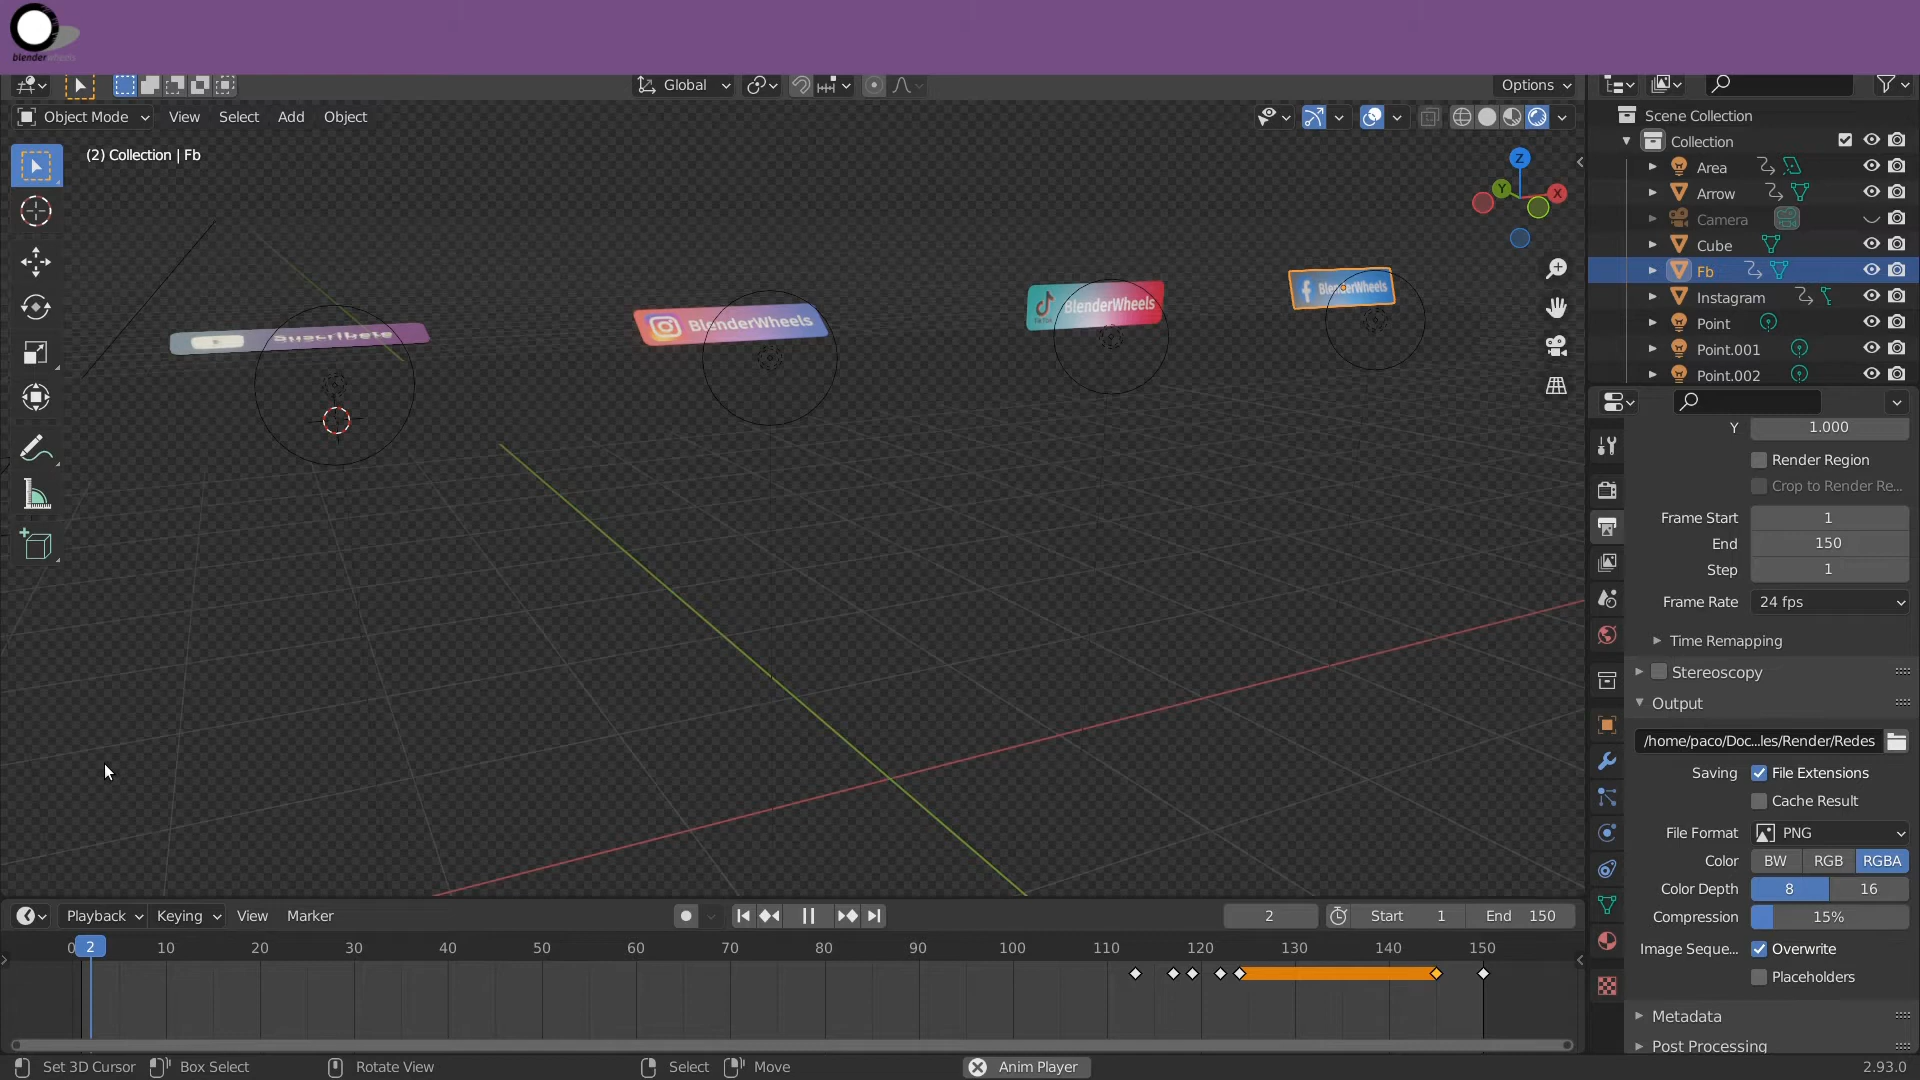 blenderwheels
Global
Options
Object Mode
View
Select
Add
Object
(2) Collection | Fb
Z
Y
X
Suscribete
BlenderWheels
TikTok
BlenderWheels
BlenderWheels
Scene Collection
Collection
Area
Arrow
Camera
Cube
Fb
Instagram
Point
Point.001
Point.002
Y 1.000
Render Region
Crop to Render Re...
Frame Start 1
End 150
Step 1
Frame Rate 24 fps
Time Remapping
Stereoscopy
Output
/home/paco/Doc...les/Render/Redes
Saving File Extensions
Cache Result
File Format PNG
Color BW RGB RGBA
Color Depth 8 16
Compression 15%
Image Seque... Overwrite
Placeholders
Metadata
Post Processing
Playback Keying View Marker 2 Start 1 End 150
0 2 10 20 30 40 50 60 70 80 90 100 110 120 130 140 150
Set 3D Cursor Box Select Rotate View Select Move Anim Player 2.93.0